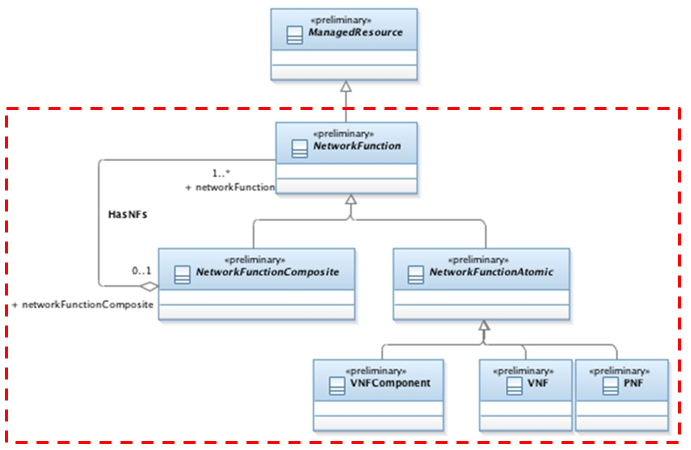 «preliminary»
ManagedResource
«preliminary»
NetworkFunction
1..*
+ networkFunction
HasNFs
0..1
+ networkFunctionComposite
«preliminary»
NetworkFunctionComposite
«preliminary»
NetworkFunctionAtomic
«preliminary»
VNFComponent
«preliminary»
VNF
«preliminary»
PNF